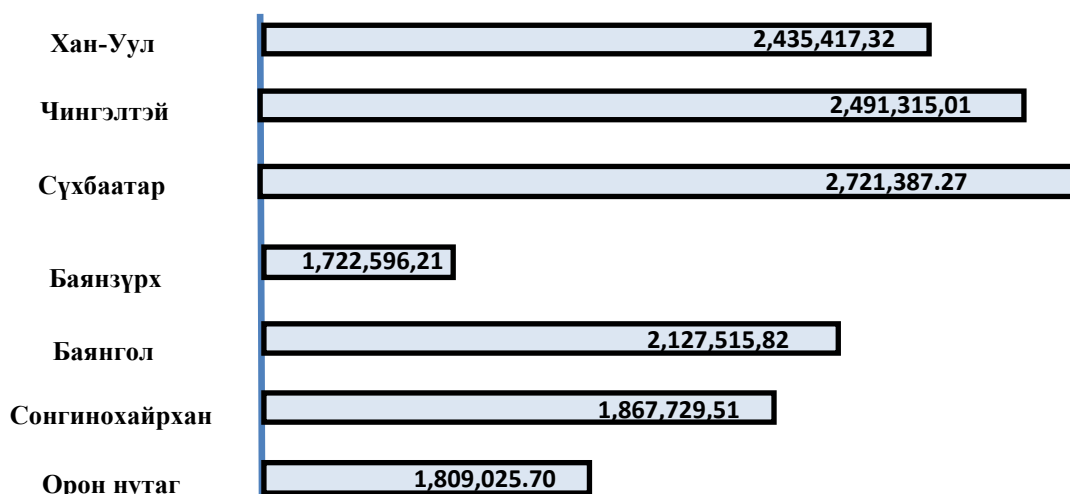 Хан-Уул 2,435,417,32
Чингэлтэй 2,491,315,01
Сүхбаатар 2,721,387.27
Баянзүрх 1,722,596,21
Баянгол 2,127,515,82
Сонгинохайрхан 1,867,729,51
Орон нутаг 1,809,025.70